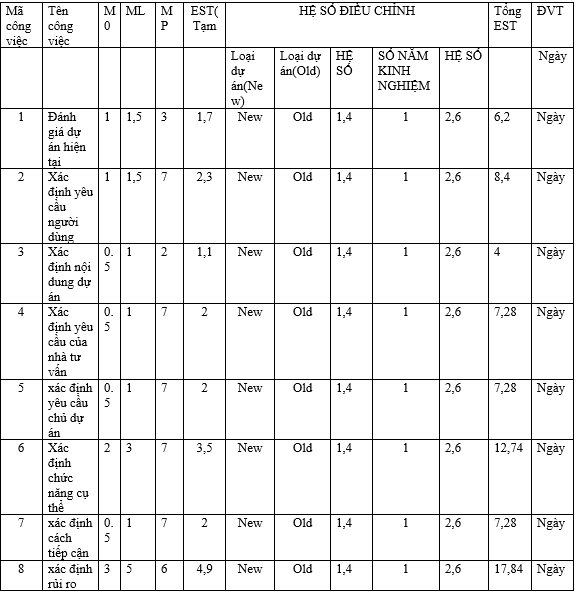 Mã công việc | Tên công việc | M0 | ML | MP | EST(Tạm | HỆ SỐ ĐIỀU CHỈNH | Tổng EST | ĐVT
Loại dự án(New) | Loại dự án(Old) | HỆ SỐ | SỐ NĂM KINH NGHIỆM | HỆ SỐ | Ngày
1 | Đánh giá dự án hiện tại | 1 | 1,5 | 3 | 1,7 | New | Old | 1,4 | 1 | 2,6 | 6,2 | Ngày
2 | Xác định yêu cầu người dùng | 1 | 1,5 | 7 | 2,3 | New | Old | 1,4 | 1 | 2,6 | 8,4 | Ngày
3 | Xác định nội dung dự án | 0.5 | 1 | 2 | 1,1 | New | Old | 1,4 | 1 | 2,6 | 4 | Ngày
4 | Xác định yêu cầu của nhà tư vấn | 0.5 | 1 | 7 | 2 | New | Old | 1,4 | 1 | 2,6 | 7,28 | Ngày
5 | xác định yêu cầu chủ dự án | 0.5 | 1 | 7 | 2 | New | Old | 1,4 | 1 | 2,6 | 7,28 | Ngày
6 | Xác định chức năng cụ thể | 2 | 3 | 7 | 3,5 | New | Old | 1,4 | 1 | 2,6 | 12,74 | Ngày
7 | xác định cách tiếp cận | 0.5 | 1 | 7 | 2 | New | Old | 1,4 | 1 | 2,6 | 7,28 | Ngày
8 | xác định rủi ro | 3 | 5 | 6 | 4,9 | New | Old | 1,4 | 1 | 2,6 | 17,84 | Ngày